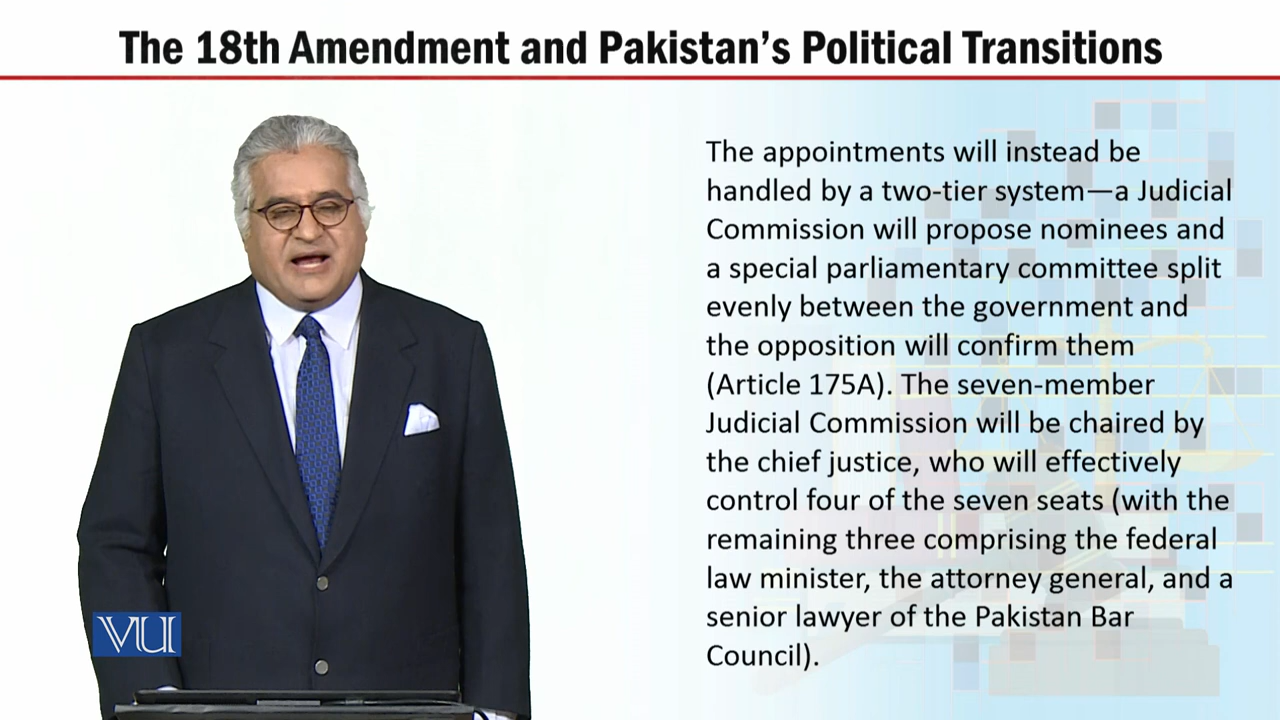 The 18th Amendment and Pakistan's Political Transitions
The appointments will instead be
handled by a two-tier system—a Judicial
Commission will propose nominees and
a special parliamentary committee split
evenly between the government and
the opposition will confirm them
(Article 175A). The seven-member
Judicial Commission will be chaired by
the chief justice, who will effectively
control four of the seven seats (with the
remaining three comprising the federal
law minister, the attorney general, and a
senior lawyer of the Pakistan Bar
Council).
VU